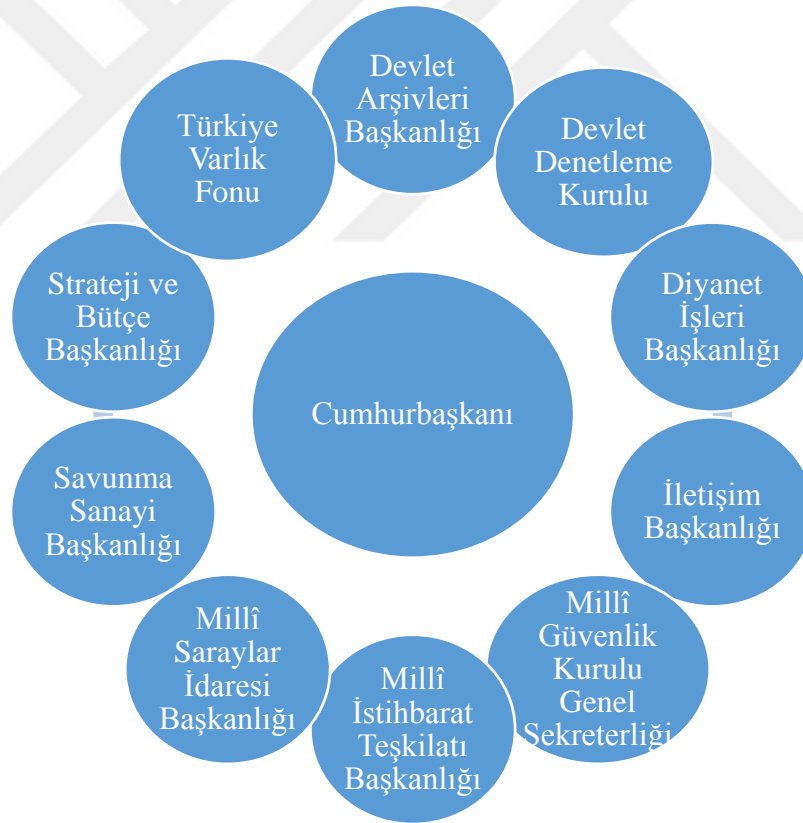 Devlet
Arşivleri
Başkanlığı
Devlet
Denetleme
Kurulu
Diyanet
İşleri
Başkanlığı
İletişim
Başkanlığı
Millî
Güvenlik
Kurulu
Genel
Sekreterliği
Millî
İstihbarat
Teşkilatı
Başkanlığı
Millî
Saraylar
İdaresi
Başkanlığı
Savunma
Sanayi
Başkanlığı
Strateji ve
Bütçe
Başkanlığı
Türkiye
Varlık
Fonu
Cumhurbaşkanı